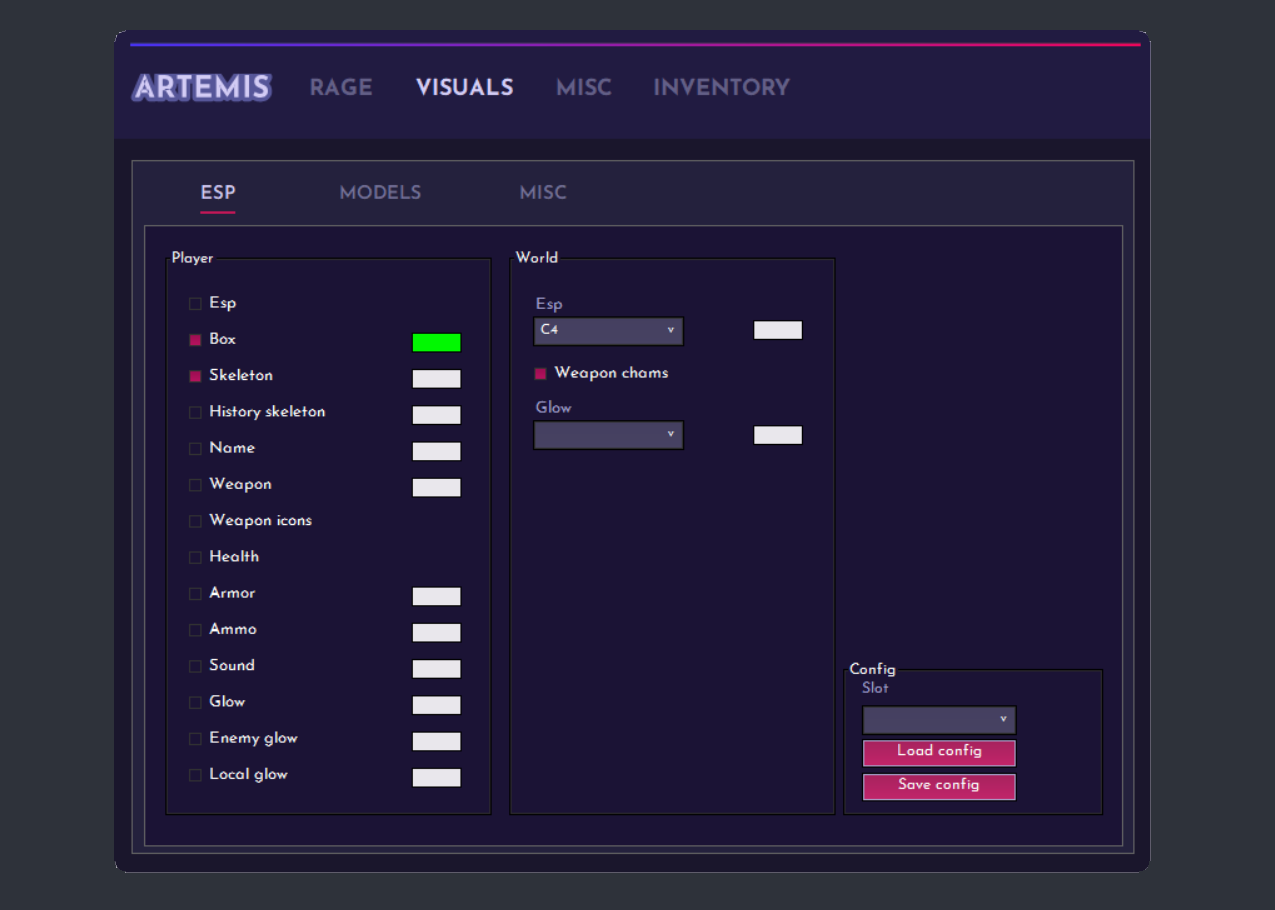 ARTEMIS RAGE VISUALS MISC INVENTORY
ESP MODELS MISC
Player
Esp
Box
Skeleton
History skeleton
Name
Weapon
Weapon icons
Health
Armor
Ammo
Sound
Glow
Enemy glow
Local glow
World
Esp
C4 v
Weapon chams
Glow
v
Config
Slot
v
Load config
Save config